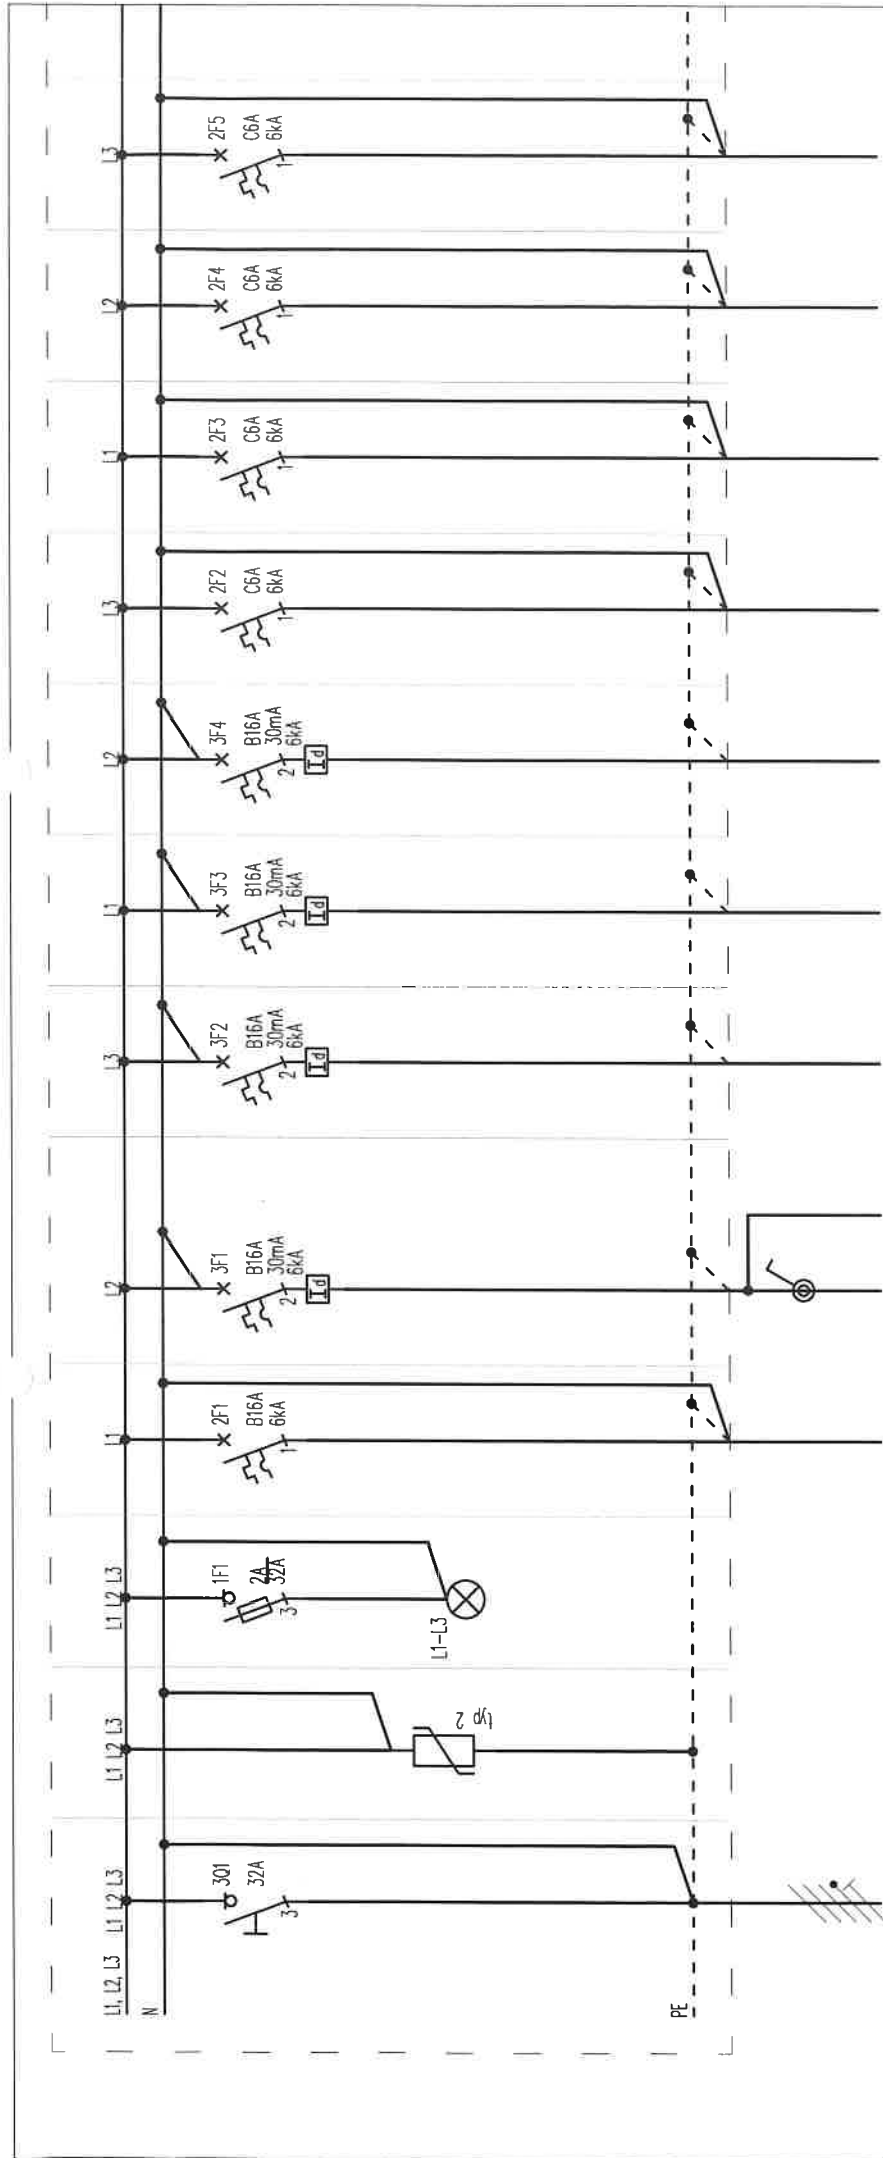 L1, L2, L3
N
PE
L1 L2 L3
3Q1
32A
3
L1 L2 L3
typ 2
L1 L2 L3
1F1
2A
32A
3
L1-L3
L1
2F1
B16A
6kA
1
L2
3F1
B16A
30mA
6kA
2
Id
L3
3F2
B16A
30mA
6kA
2
Id
L1
3F3
B16A
30mA
6kA
2
Id
L2
3F4
B16A
30mA
6kA
2
Id
L3
2F2
C6A
6kA
1
L1
2F3
C6A
6kA
1
L2
2F4
C6A
6kA
1
L3
2F5
C6A
6kA
1